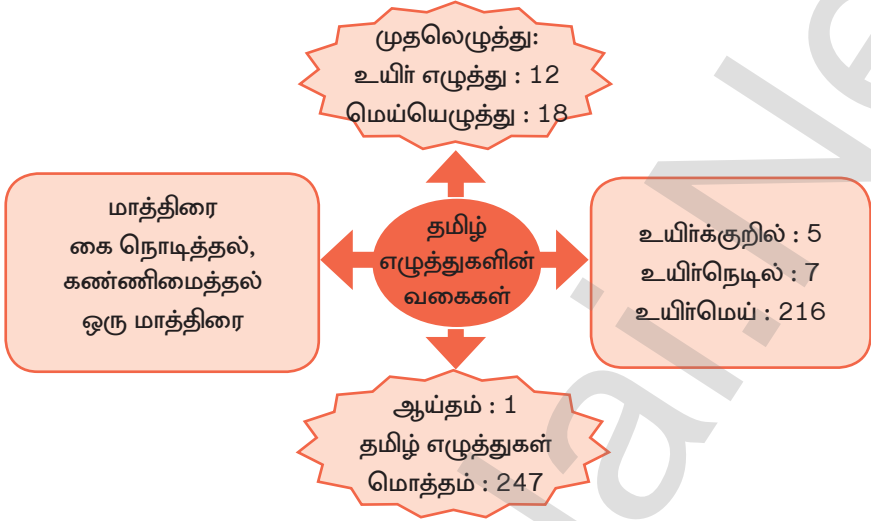 முதலெழுத்து:
உயிர் எழுத்து : 12
மெய்யெழுத்து : 18
மாத்திரை
கை நொடித்தல்,
கண்ணிமைத்தல்
ஒரு மாத்திரை
தமிழ்
எழுத்துகளின்
வகைகள்
உயிர்க்குறில் : 5
உயிர்நெடில் : 7
உயிர்மெய் : 216
ஆய்தம் : 1
தமிழ் எழுத்துகள்
மொத்தம் : 247